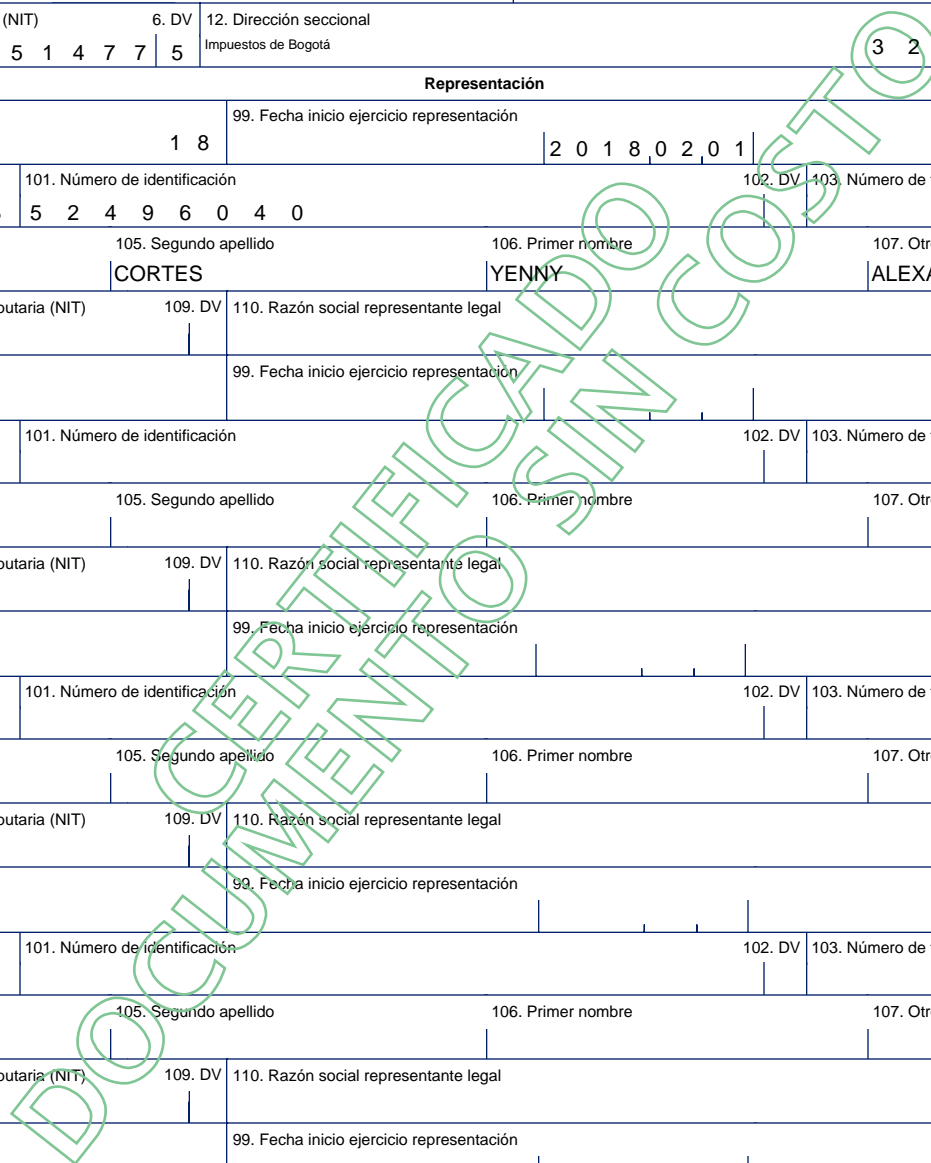 (NIT) 6. DV 12. Dirección seccional
5 1 4 7 7 5 Impuestos de Bogotá 3 2
Representación
99. Fecha inicio ejercicio representación
1 8 2 0 1 8 0 2 0 1
101. Número de identificación 102. DV 103. Número de
5 2 4 9 6 0 4 0
105. Segundo apellido 106. Primer nombre 107. Otr
CORTES YENNY ALEXA
butaria (NIT) 109. DV 110. Razón social representante legal
99. Fecha inicio ejercicio representación
101. Número de identificación 102. DV 103. Número de
105. Segundo apellido 106. Primer nombre 107. Otr
butaria (NIT) 109. DV 110. Razón social representante legal
99. Fecha inicio ejercicio representación
101. Número de identificación 102. DV 103. Número de
105. Segundo apellido 106. Primer nombre 107. Otr
butaria (NIT) 109. DV 110. Razón social representante legal
99. Fecha inicio ejercicio representación
101. Número de identificación 102. DV 103. Número de
105. Segundo apellido 106. Primer nombre 107. Otr
butaria (NIT) 109. DV 110. Razón social representante legal
99. Fecha inicio ejercicio representación
CERTIFICADO
DOCUMENTO SIN COSTO